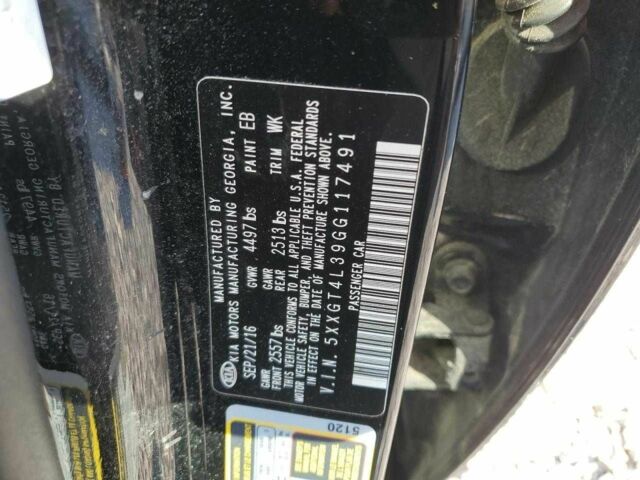 MANUFACTURED BY
KIA KIA MOTORS MANUFACTURING GEORGIA, INC.
SEP/21/16 GVWR 4497 lbs PAINT EB
GAWR FRONT 2557 lbs GAWR REAR 2513 lbs TRIM WK
THIS VEHICLE CONFORMS TO ALL APPLICABLE U.S.A. FEDERAL
MOTOR VEHICLE SAFETY, BUMPER, AND THEFT PREVENTION STANDARDS
IN EFFECT ON THE DATE OF MANUFACTURE SHOWN ABOVE.
V.I.N. 5XXGT4L39GG117491
PASSENGER CAR
5120